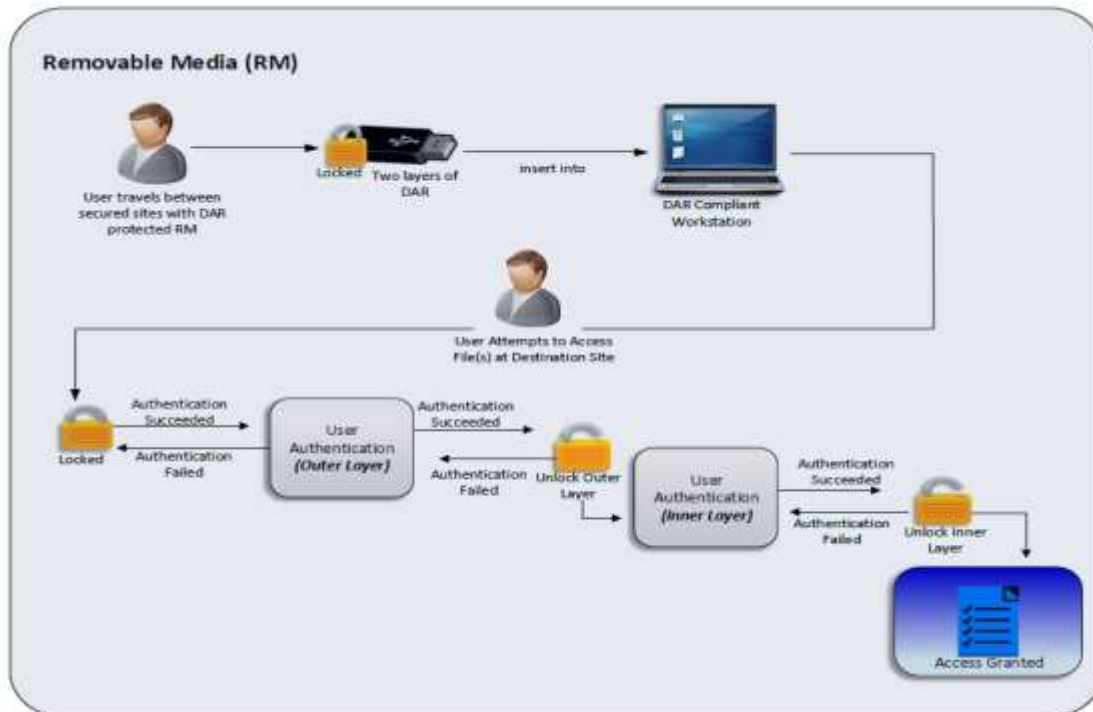 Removable Media (RM)
User travels between
secured sites with DAR
protected RM
Locked
Two layers of
DAR
insert into
DAR Compliant
Workstation
User Attempts to Access
File(s) at Destination Site
Locked
Authentication
Succeeded
Authentication
Failed
User
Authentication
(Outer Layer)
Authentication
Succeeded
Authentication
Failed
Unlock Outer
Layer
User
Authentication
(Inner Layer)
Authentication
Succeeded
Authentication
Failed
Unlock Inner
Layer
Access Granted